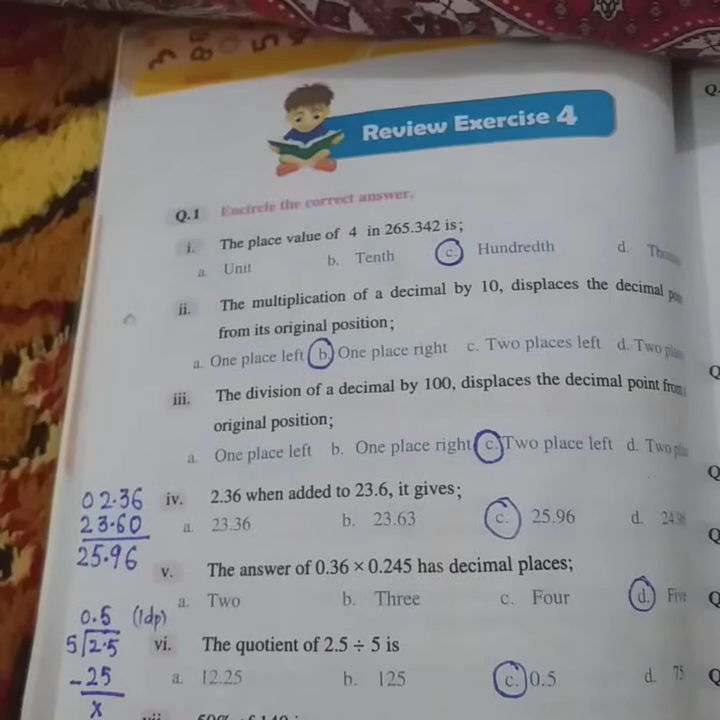 Review Exercise 4
Q.1 Encircle the correct answer.
i. The place value of 4 in 265.342 is;
a. Unit b. Tenth c. Hundredth d.
ii. The multiplication of a decimal by 10, displaces the decimal
from its original position;
a. One place left b. One place right c. Two places left d. Two
iii. The division of a decimal by 100, displaces the decimal point from
original position;
a. One place left b. One place right c. Two place left d. Two
02.36
23.60
25.96
iv. 2.36 when added to 23.6, it gives;
a. 23.36 b. 23.63 c. 25.96 d. 24.96
v. The answer of 0.36 × 0.245 has decimal places;
a. Two b. Three c. Four d. Five
0.5 (1dp)
5 2.5
-25
x
vi. The quotient of 2.5 ÷ 5 is
a. 12.25 b. 125 c. 0.5 d. 75
Q
Q
Q
Q
Q
Q